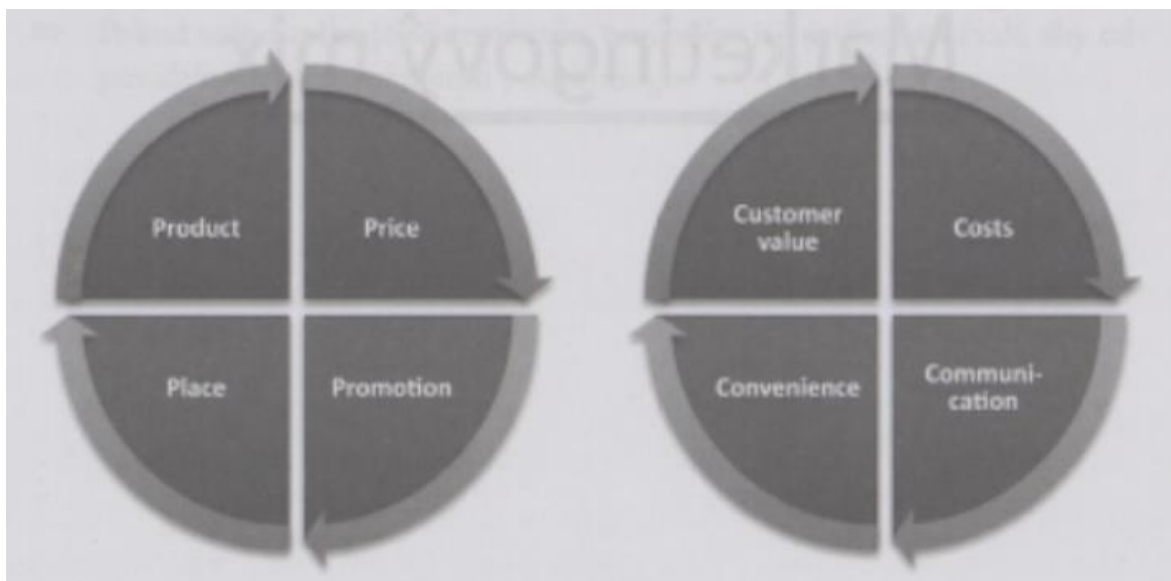 Product
Price
Customer
value
Costs
Place
Promotion
Convenience
Communi-
cation